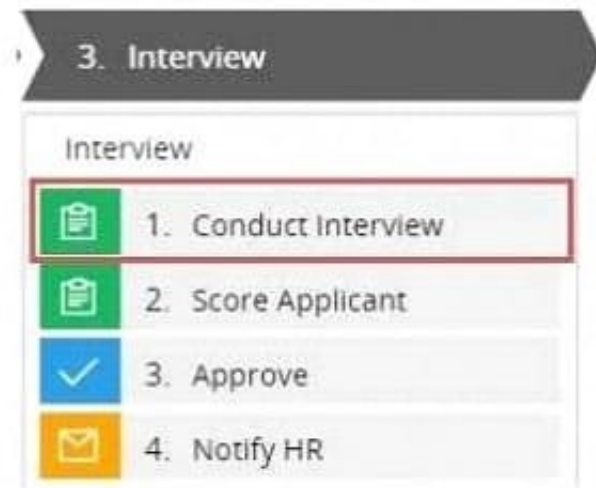 3. Interview
Interview
1. Conduct Interview
2. Score Applicant
3. Approve
4. Notify HR